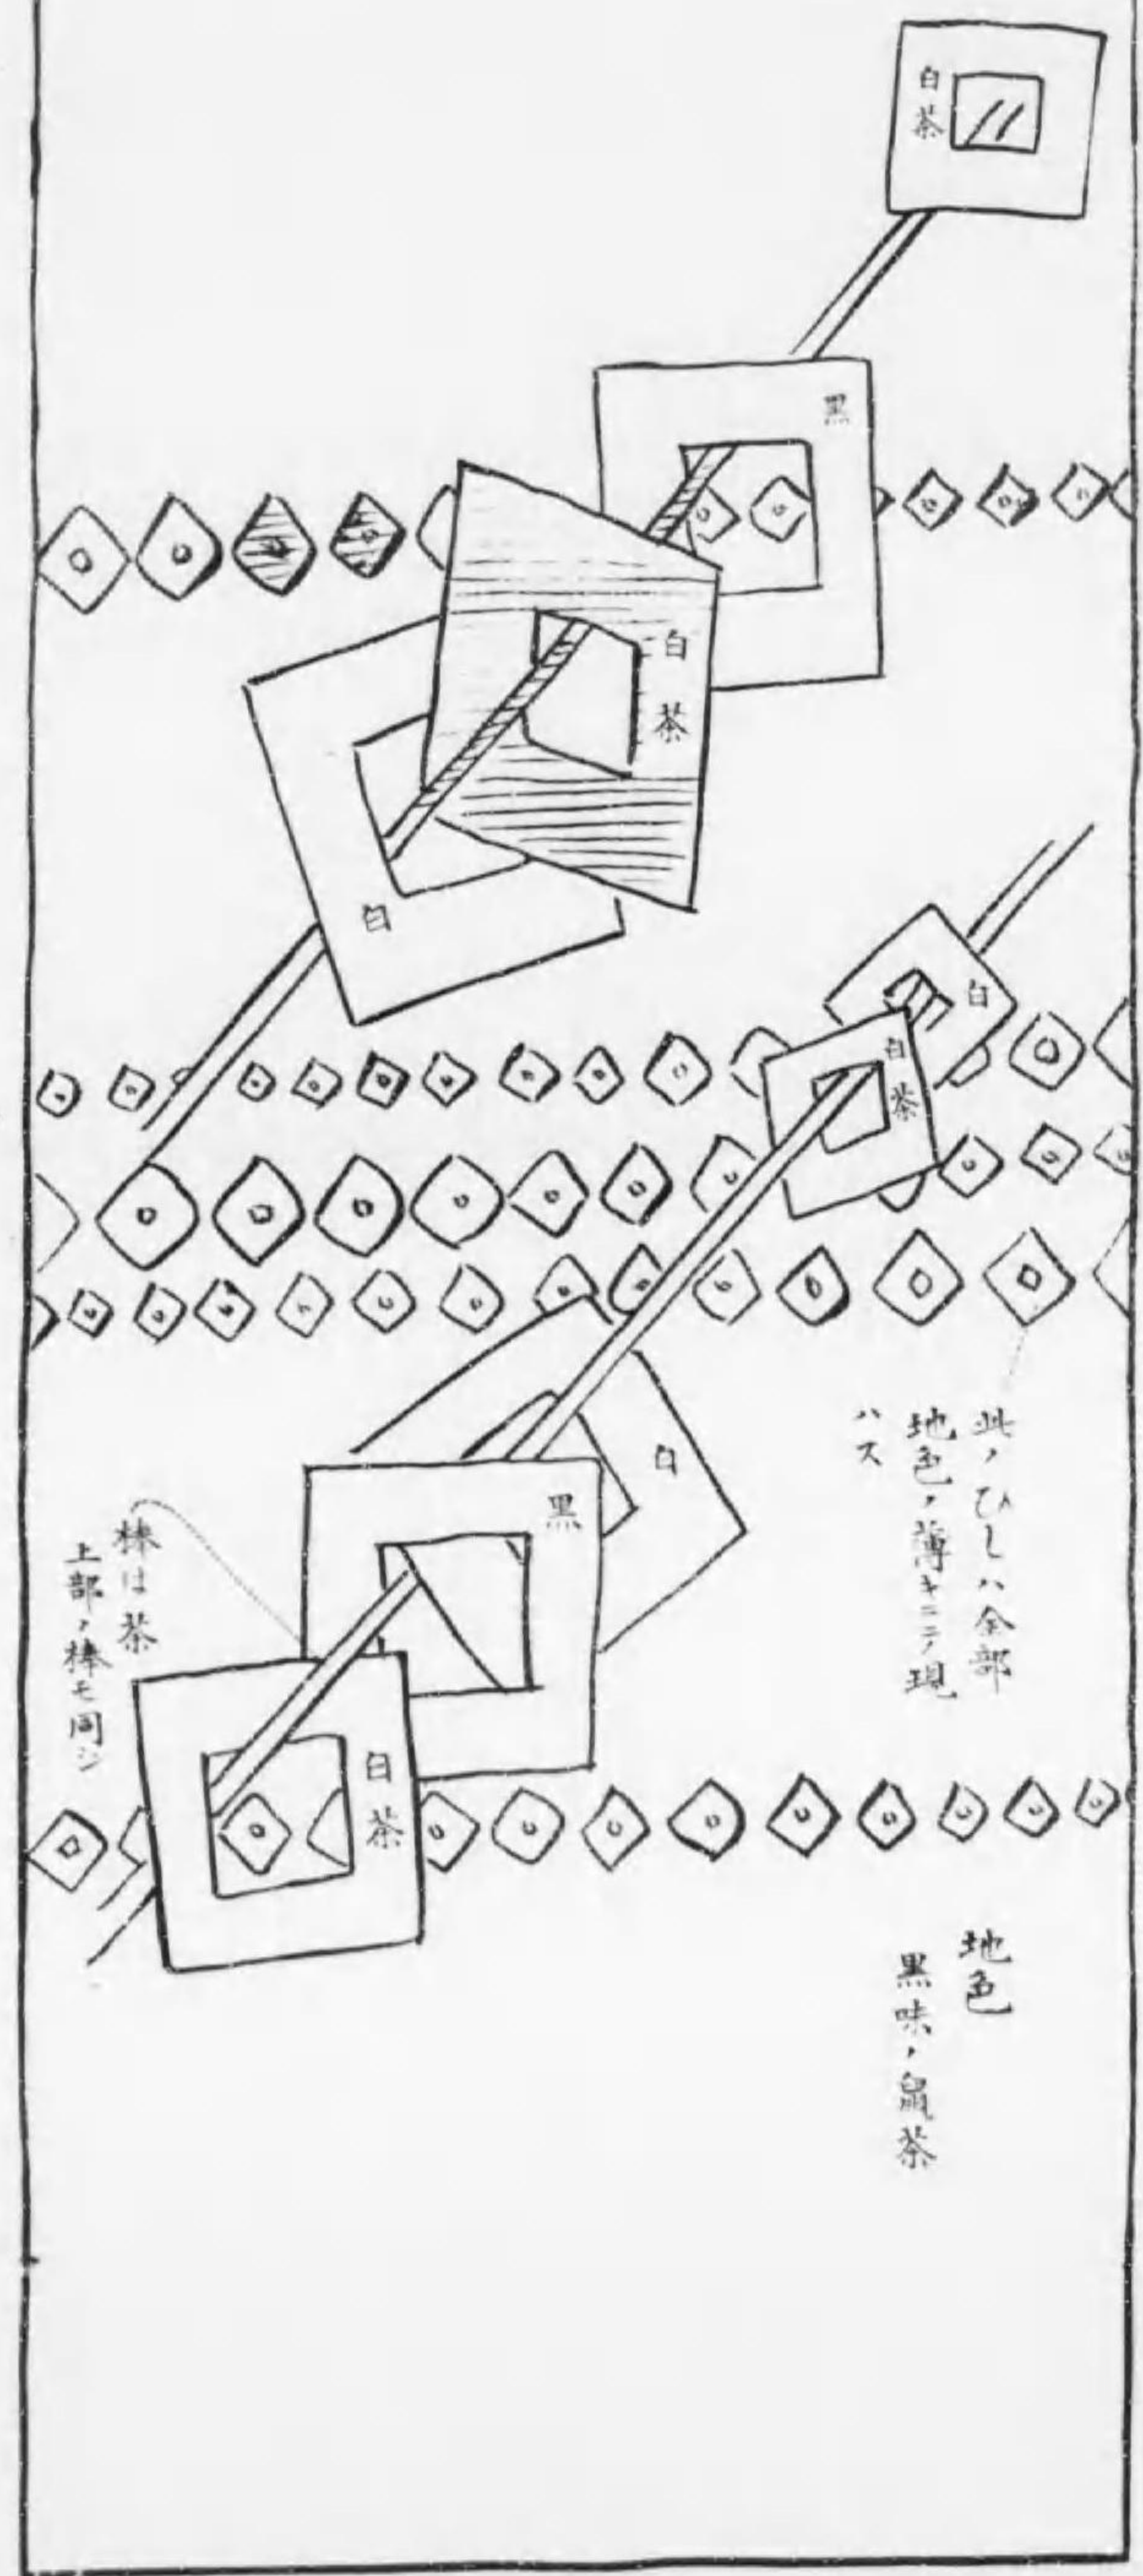 白茶
黒
白茶
白
白
白茶
白
黒
白茶
此ノひしハ全部
地色ノ薄キニテ現
ハス
棒は茶
上部ノ棒モ同ジ
地色
黒味ノ鼠茶